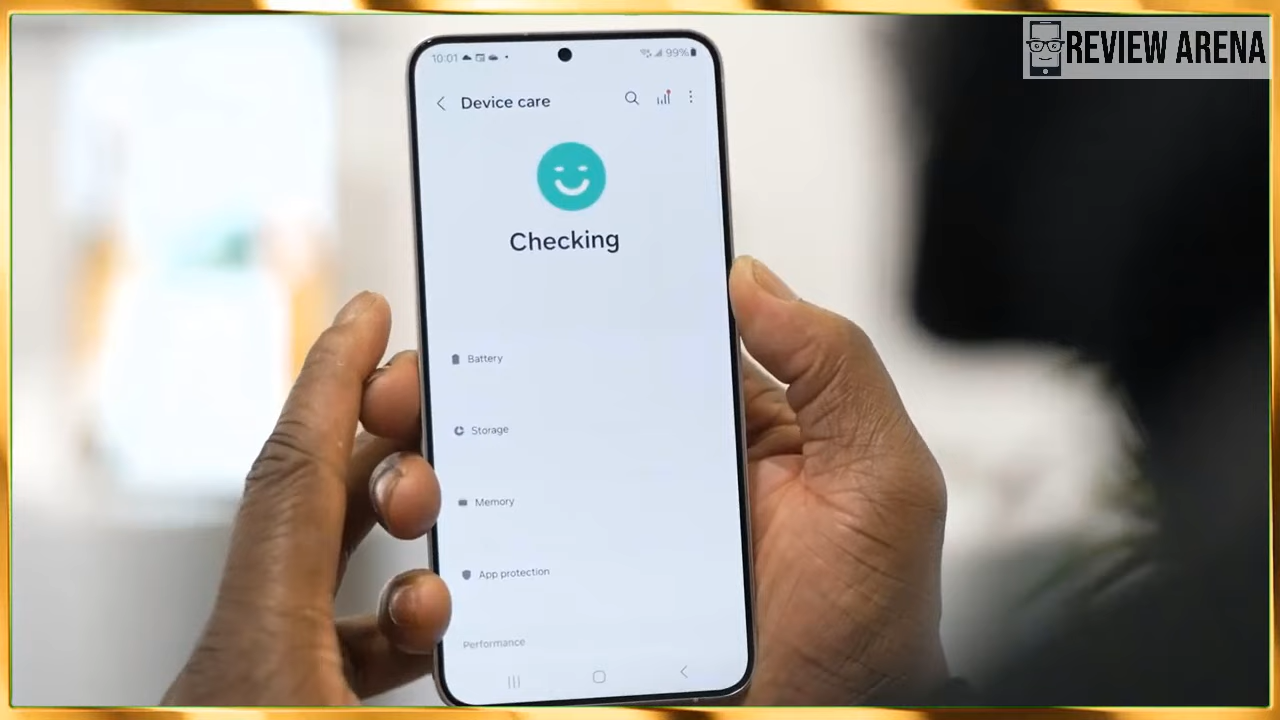 REVIEW ARENA
10:01
99%
Device care
Checking
Battery
Storage
Memory
App protection
Performance